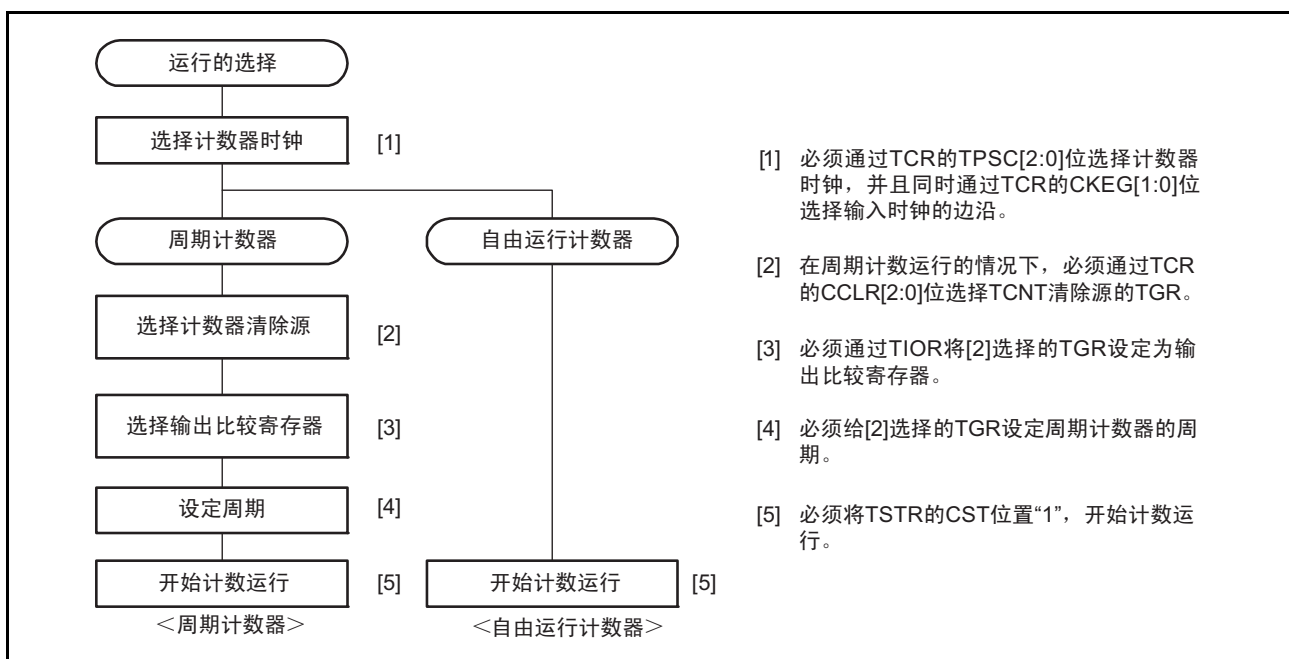 运行的选择
选择计数器时钟 [1]
周期计数器
自由运行计数器
选择计数器清除源 [2]
选择输出比较寄存器 [3]
设定周期 [4]
开始计数运行 [5]
开始计数运行 [5]
＜周期计数器＞
＜自由运行计数器＞
[1] 必须通过TCR的TPSC[2:0]位选择计数器
时钟，并且同时通过TCR的CKEG[1:0]位
选择输入时钟的边沿。
[2] 在周期计数运行的情况下，必须通过TCR
的CCLR[2:0]位选择TCNT清除源的TGR。
[3] 必须通过TIOR将[2]选择的TGR设定为输
出比较寄存器。
[4] 必须给[2]选择的TGR设定周期计数器的周
期。
[5] 必须将TSTR的CST位置“1”，开始计数运
行。